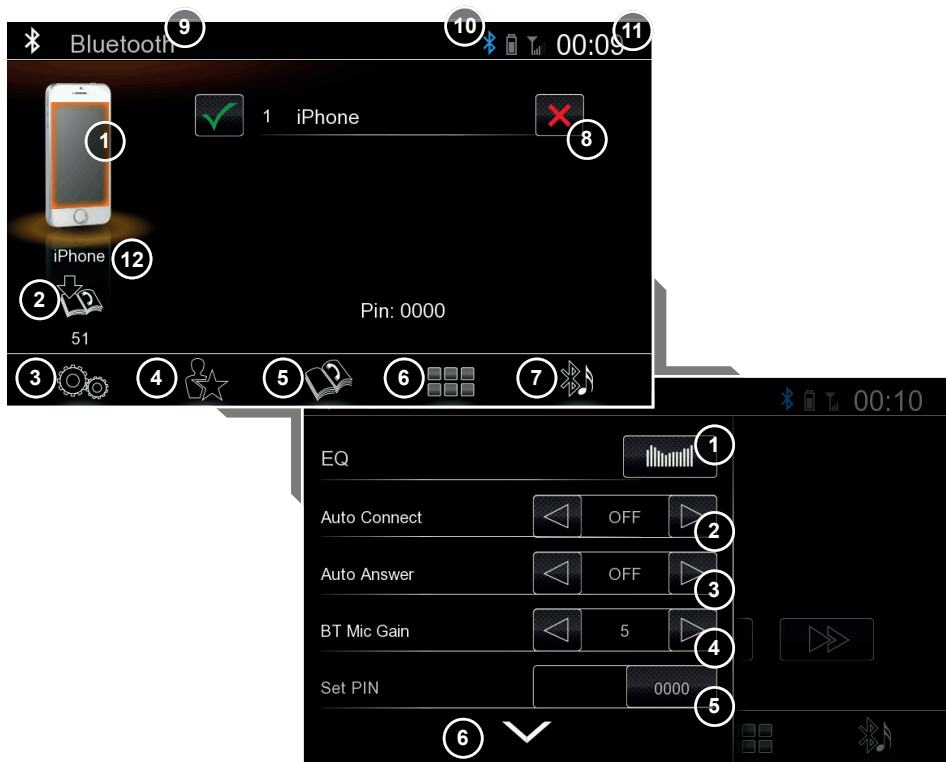 9 10 11
Bluetooth 00:09
1 iPhone
1 8
iPhone 12
2
Pin: 0000
51
3 4 5 6 7
00:10
EQ 1
Auto Connect OFF 2
Auto Answer OFF 3
BT Mic Gain 5 4
Set PIN 0000 5
6